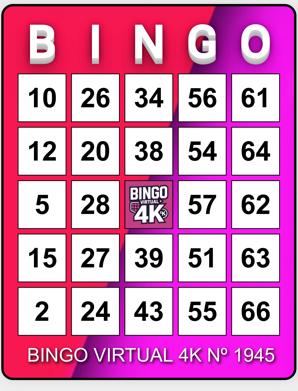 BINGO
10 26 34 56 61
12 20 38 54 64
5 28 BINGO VIRTUAL 4K 57 62
15 27 39 51 63
2 24 43 55 66
BINGO VIRTUAL 4K Nº 1945